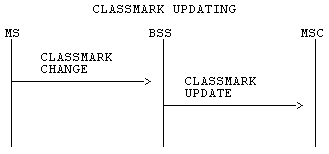 CLASSMARK UPDATING
MS BSS MSC
CLASSMARK
CHANGE
CLASSMARK
UPDATE